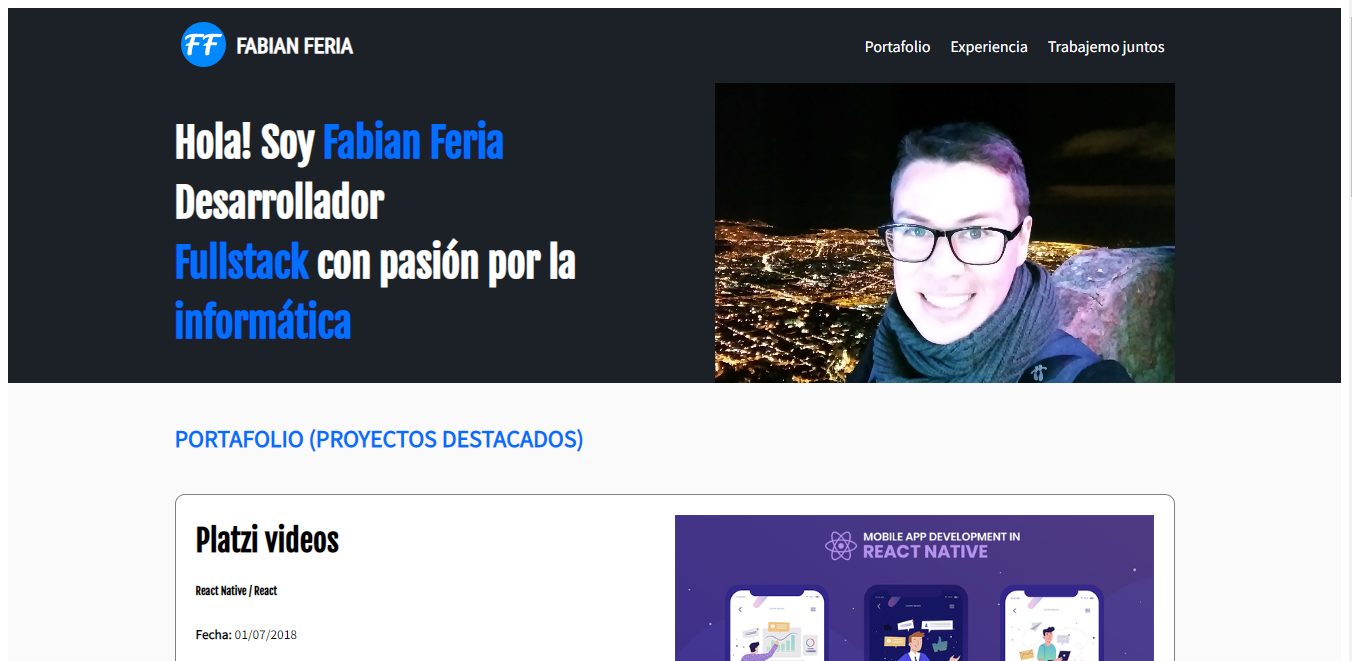 FF FABIAN FERIA
Portafolio Experiencia Trabajemo juntos
Hola! Soy Fabian Feria
Desarrollador
Fullstack con pasión por la
informática
PORTAFOLIO (PROYECTOS DESTACADOS)
Platzi videos
React Native / React
Fecha: 01/07/2018
MOBILE APP DEVELOPMENT IN
REACT NATIVE